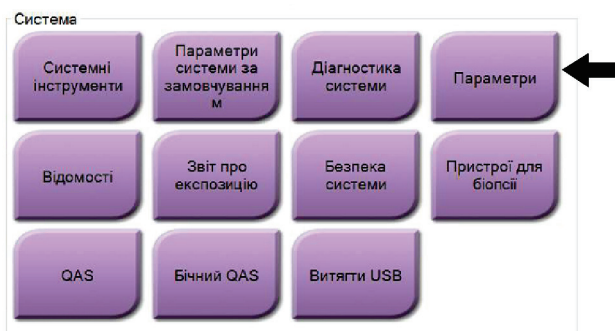 Система
Системні
інструменти
Параметри
системи за
замовчування
м
Діагностика
системи
Параметри
Відомості
Звіт про
експозицію
Безпека
системи
Пристрої для
біопсії
QAS
Бічний QAS
Витягти USB